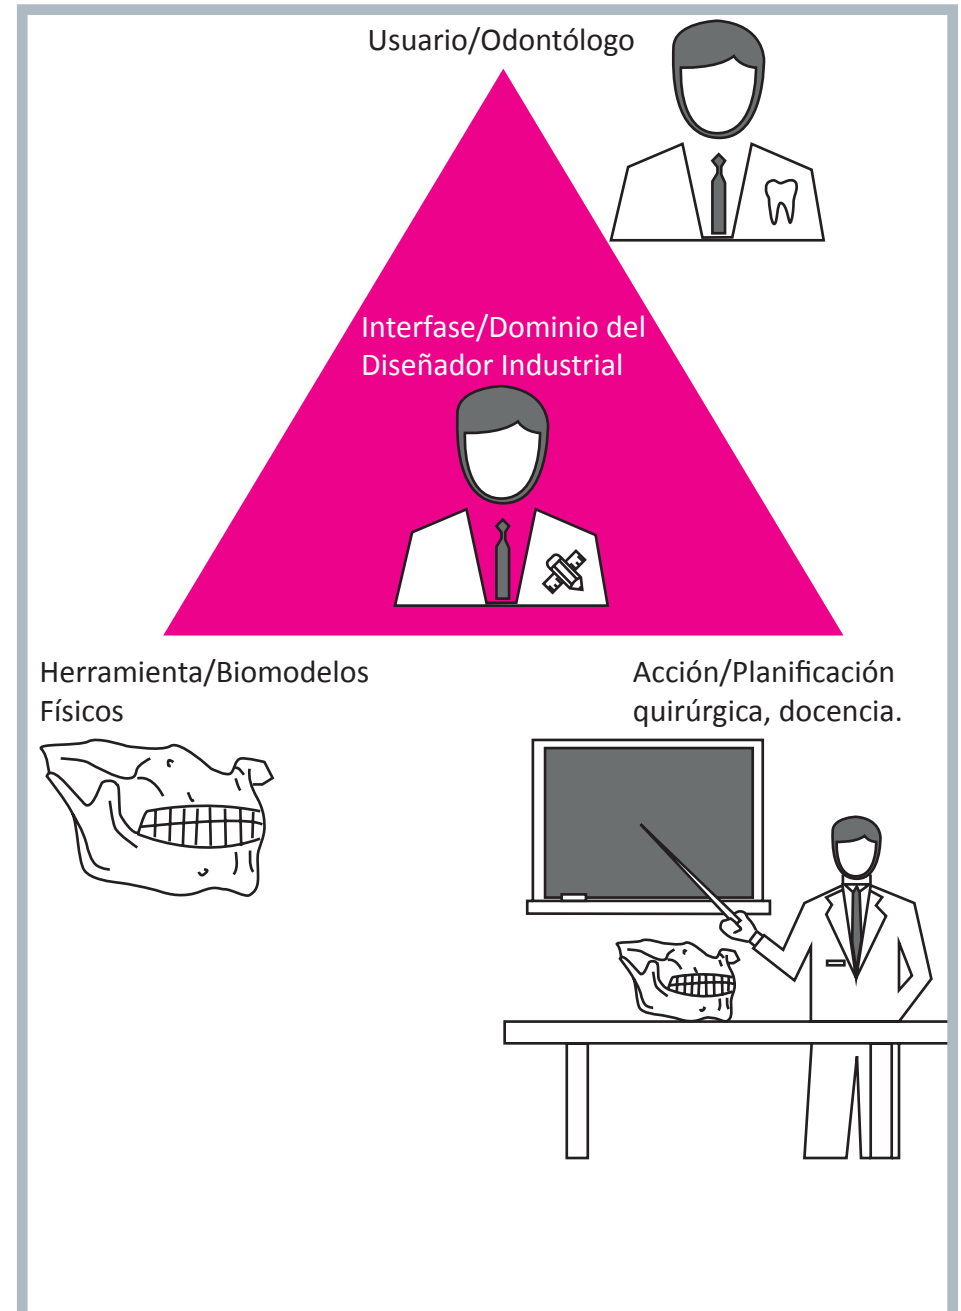 Usuario/Odontólogo
Interfase/Dominio del
Diseñador Industrial
Herramienta/Biomodelos
Físicos
Acción/Planificación
quirúrgica, docencia.